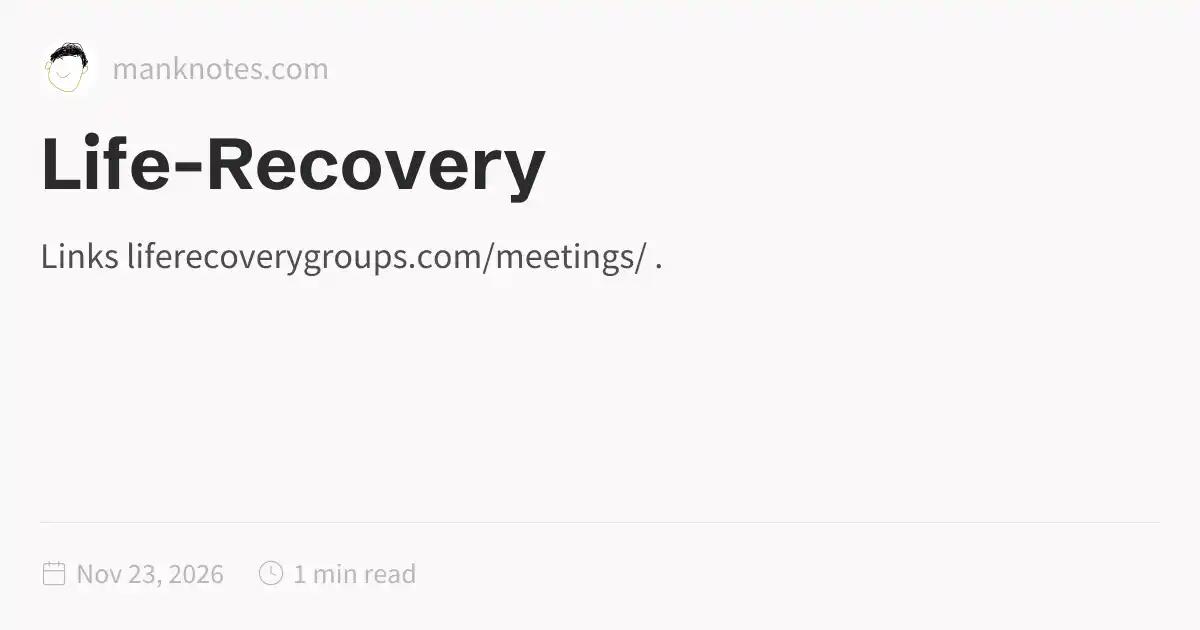 manknotes.com
Life-Recovery
Links liferecoverygroups.com/meetings/ .
Nov 23, 2026 1 min read